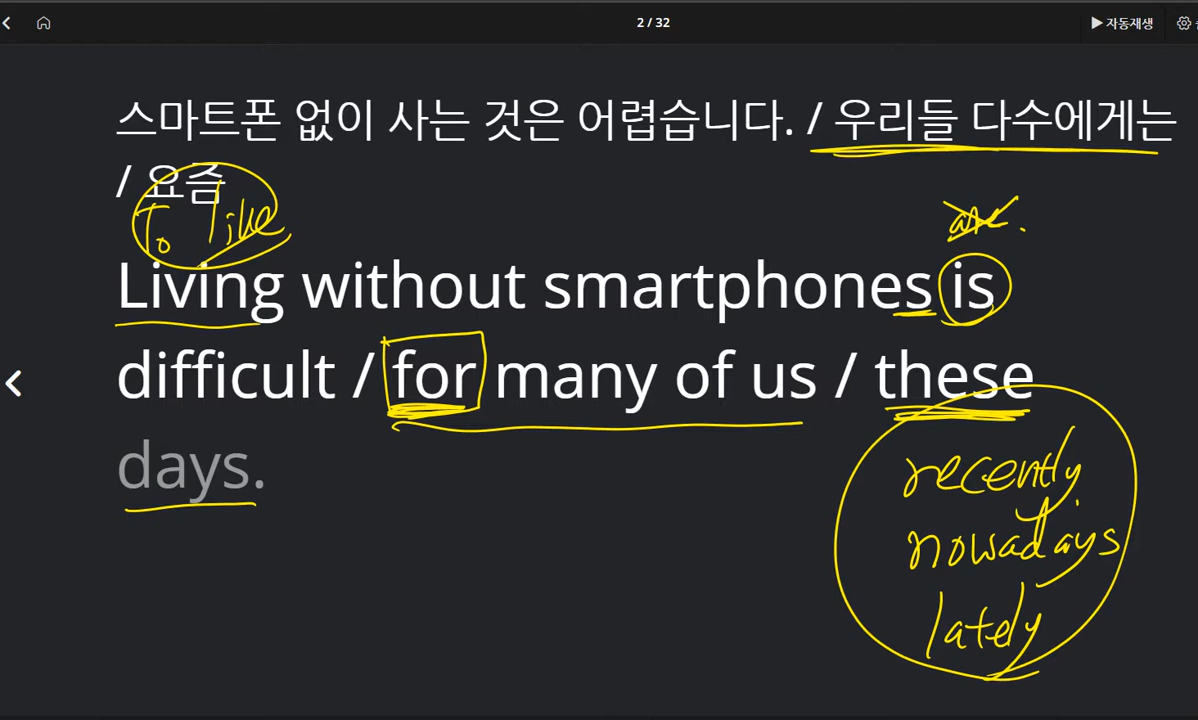 2 / 32
자동재생
스마트폰 없이 사는 것은 어렵습니다. / 우리들 다수에게는
/ 요즘
To like
are.
Living without smartphones is
difficult / for many of us / these
days.
recently
nowadays
lately